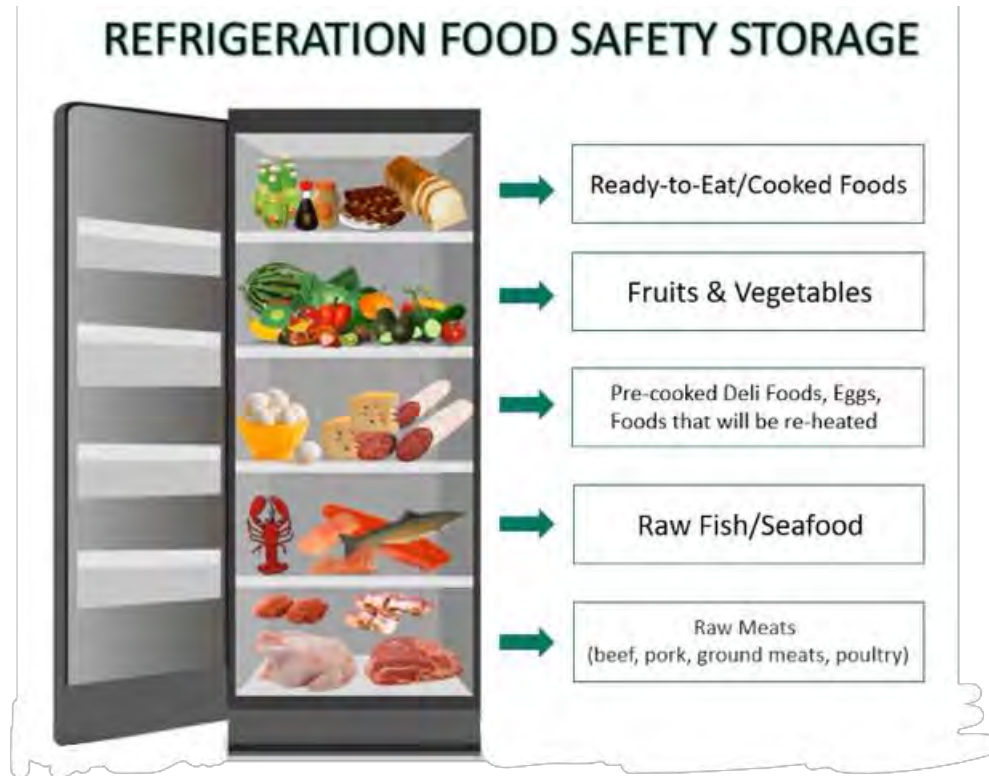 REFRIGERATION FOOD SAFETY STORAGE
Ready-to-Eat/Cooked Foods
Fruits & Vegetables
Pre-cooked Deli Foods, Eggs,
Foods that will be re-heated
Raw Fish/Seafood
Raw Meats
(beef, pork, ground meats, poultry)